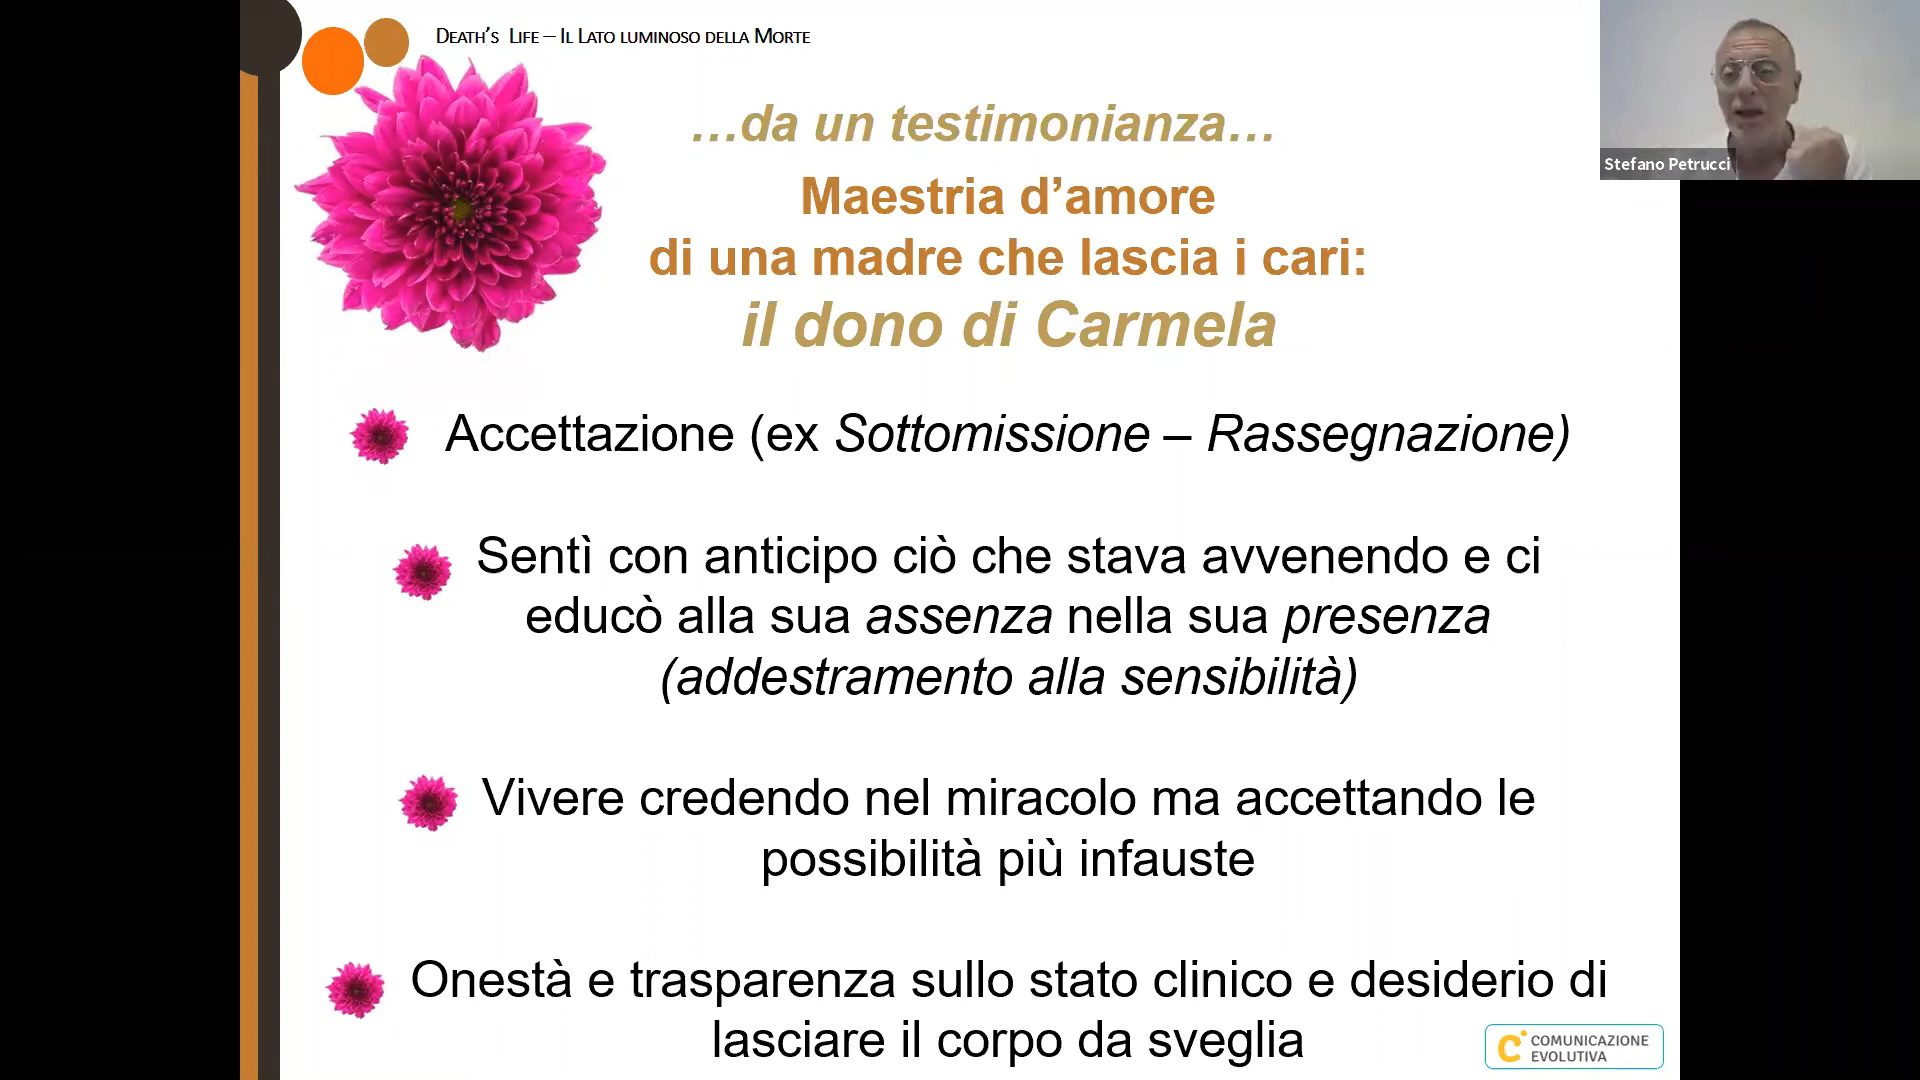 Death's Life – Il Lato luminoso della Morte
Stefano Petrucci
…da un testimonianza…
Maestria d’amore
di una madre che lascia i cari:
il dono di Carmela
Accettazione (ex Sottomissione – Rassegnazione)
Sentì con anticipo ciò che stava avvenendo e ci
educò alla sua assenza nella sua presenza
(addestramento alla sensibilità)
Vivere credendo nel miracolo ma accettando le
possibilità più infauste
Onestà e trasparenza sullo stato clinico e desiderio di
lasciare il corpo da sveglia
COMUNICAZIONE
EVOLUTIVA